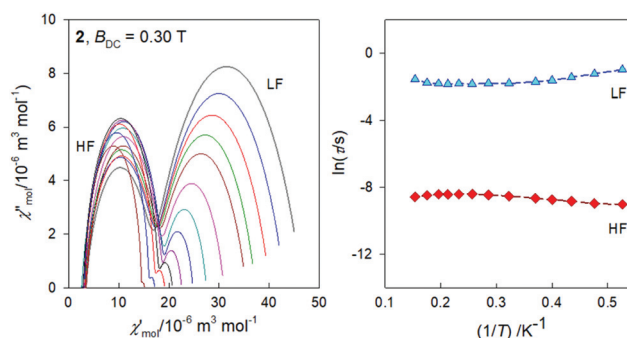 2, B_DC = 0.30 T
LF
HF
χ''mol/10⁻⁶ m³ mol⁻¹)
10
8
6
4
2
0
0 10 20 30 40 50
χ'mol/10⁻⁶ m³ mol⁻¹
LF
HF
ln(τ/s)
0
-4
-8
-12
0.1 0.2 0.3 0.4 0.5
(1/T) /K⁻¹